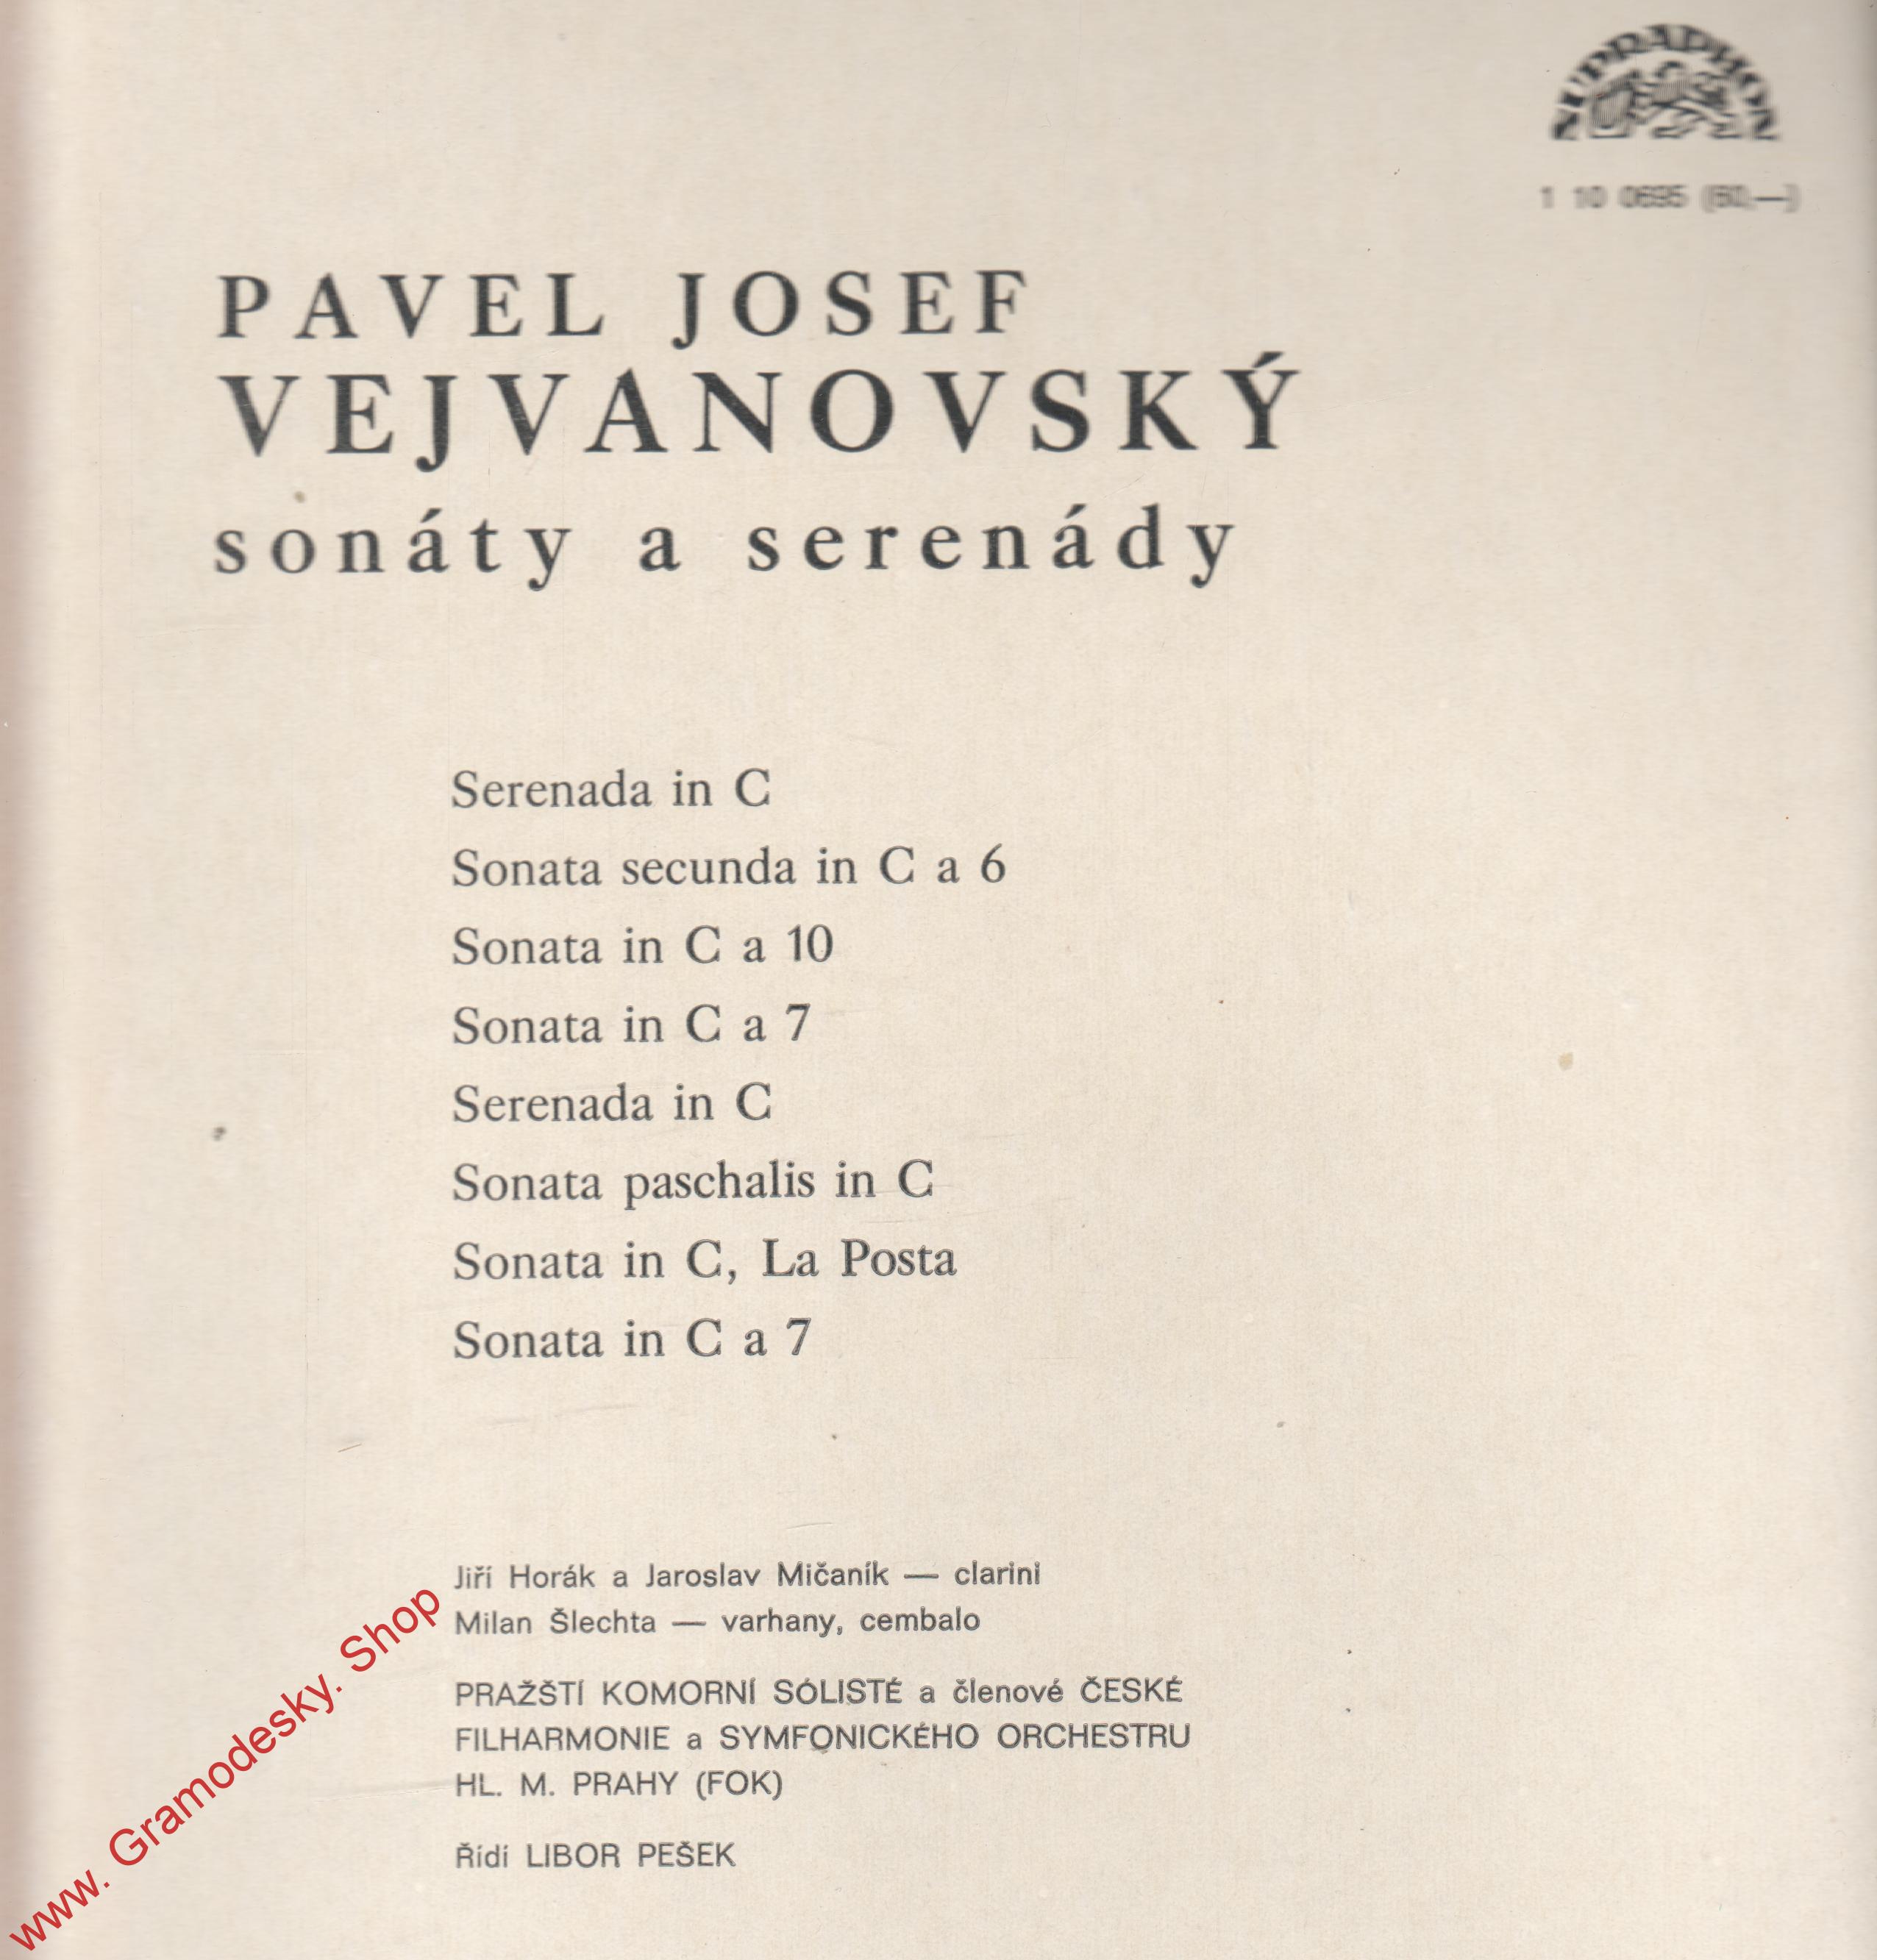 SUPRAPHON
1 10 0695 (60,—)
PAVEL JOSEF
VEJVANOVSKÝ
sonáty a serenády
Serenada in C
Sonata secunda in C a 6
Sonata in C a 10
Sonata in C a 7
Serenada in C
Sonata paschalis in C
Sonata in C, La Posta
Sonata in C a 7
Jiří Horák a Jaroslav Mičaník — clarini
Milan Šlechta — varhany, cembalo
PRAŽŠTÍ KOMORNÍ SÓLISTÉ a členové ČESKÉ
FILHARMONIE a SYMFONICKÉHO ORCHESTRU
HL. M. PRAHY (FOK)
Řídí LIBOR PEŠEK
www. Gramodesky. Shop